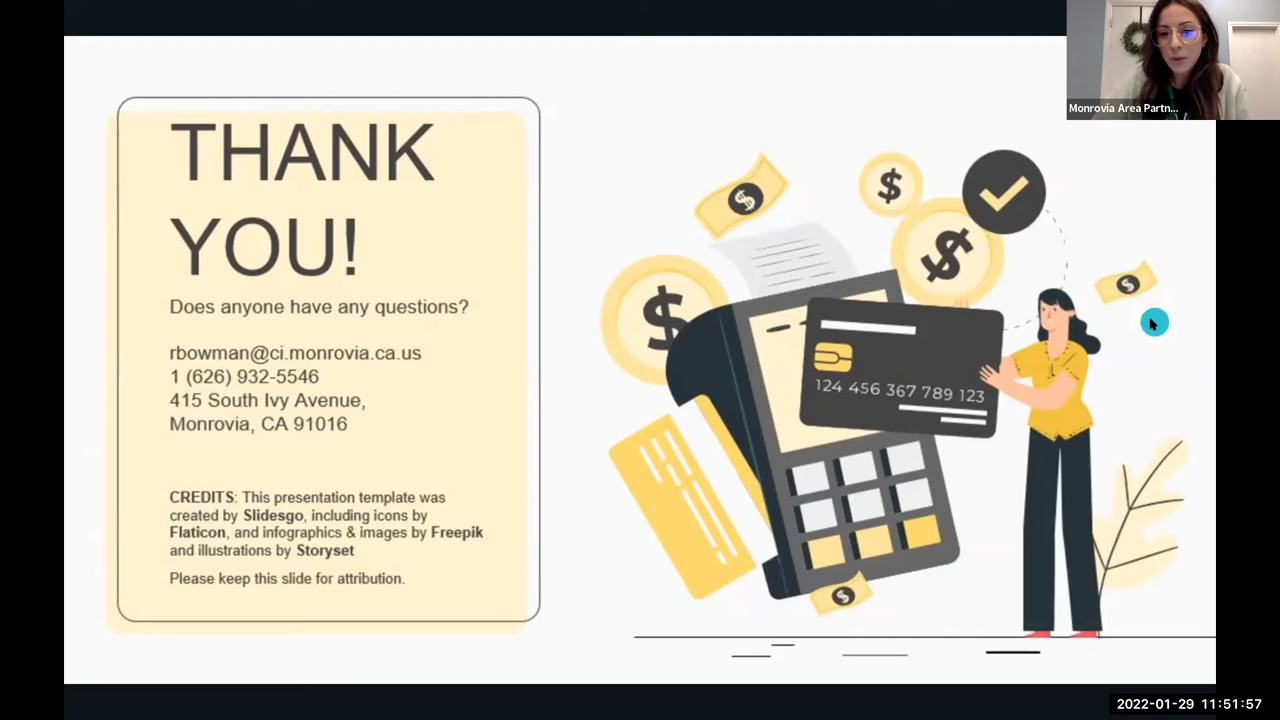 Monrovia Area Partn...
THANK
YOU!
Does anyone have any questions?
rbowman@ci.monrovia.ca.us
1 (626) 932-5546
415 South Ivy Avenue,
Monrovia, CA 91016
CREDITS: This presentation template was
created by Slidesgo, including icons by
Flaticon, and infographics & images by Freepik
and illustrations by Storyset
Please keep this slide for attribution.
$
$
$
$
$
124 456 367 789 123
$
2022-01-29 11:51:57